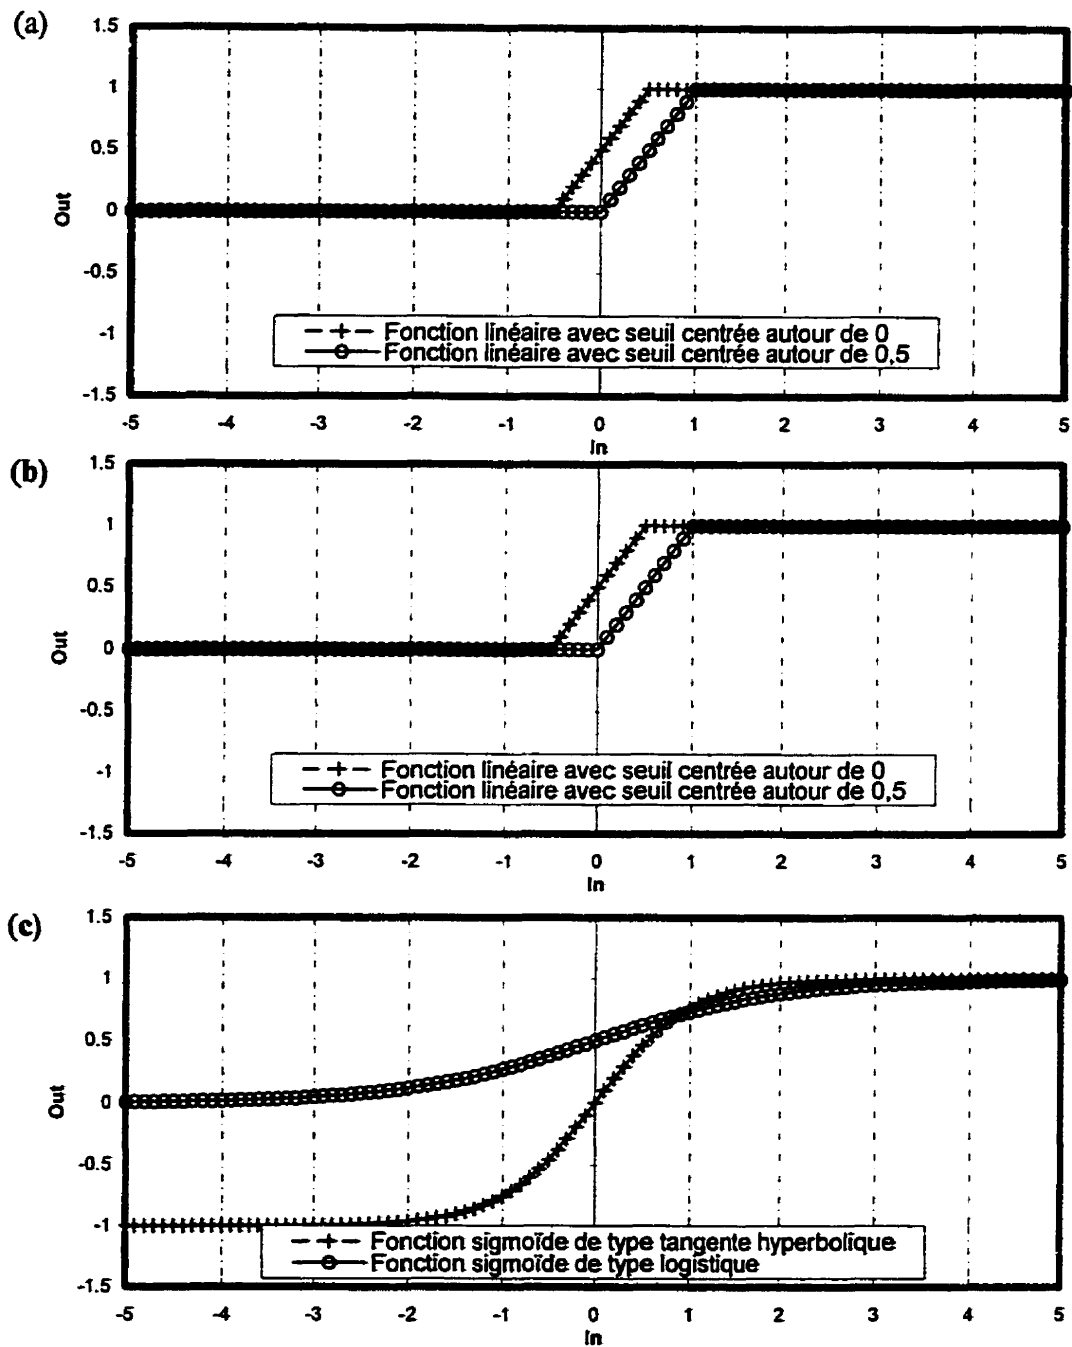 (a)
1.5
1
0.5
0
-0.5
-1
-1.5
Out
Fonction linéaire avec seuil centrée autour de 0
Fonction linéaire avec seuil centrée autour de 0,5
-5 -4 -3 -2 -1 0 1 2 3 4 5
In
(b)
1.5
1
0.5
0
-0.5
-1
-1.5
Out
Fonction linéaire avec seuil centrée autour de 0
Fonction linéaire avec seuil centrée autour de 0,5
-5 -4 -3 -2 -1 0 1 2 3 4 5
In
(c)
1.5
1
0.5
0
-0.5
-1
-1.5
Out
Fonction sigmoïde de type tangente hyperbolique
Fonction sigmoïde de type logistique
-5 -4 -3 -2 -1 0 1 2 3 4 5
In